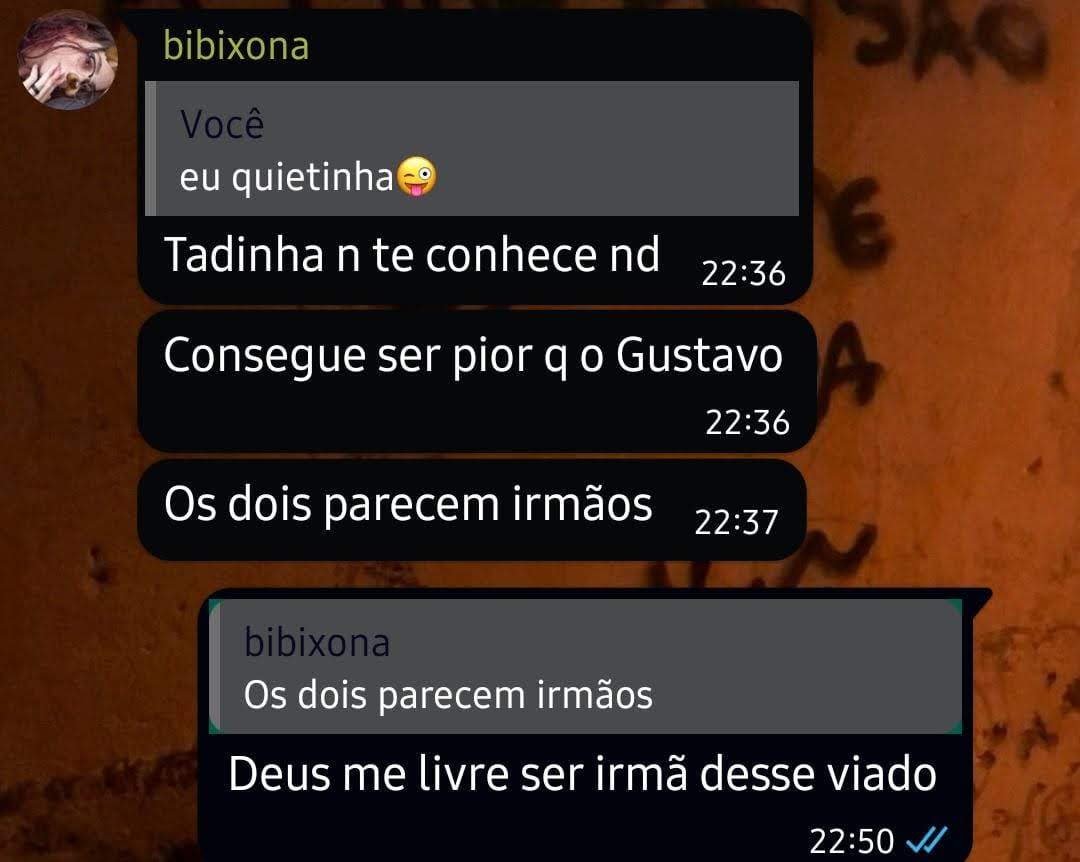 bibixona
Você
eu quietinha😜
Tadinha n te conhece nd 22:36
Consegue ser pior q o Gustavo
22:36
Os dois parecem irmãos 22:37
bibixona
Os dois parecem irmãos
Deus me livre ser irmã desse viado
22:50
SÃO
E
A